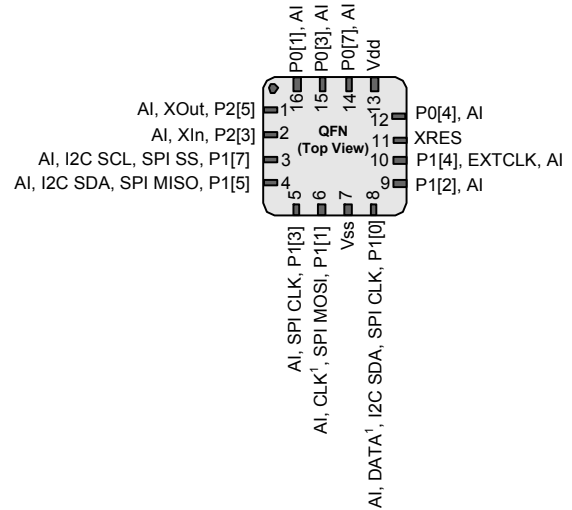 P0[1], AI
P0[3], AI
P0[7], AI
Vdd
16
15
14
13
AI, XOut, P2[5]
1
AI, XIn, P2[3]
2
AI, I2C SCL, SPI SS, P1[7]
3
AI, I2C SDA, SPI MISO, P1[5]
4
QFN
(Top View)
12
P0[4], AI
11
XRES
10
P1[4], EXTCLK, AI
9
P1[2], AI
5
6
7
8
AI, SPI CLK, P1[3]
AI, CLK¹, SPI MOSI, P1[1]
Vss
AI, DATA¹, I2C SDA, SPI CLK, P1[0]